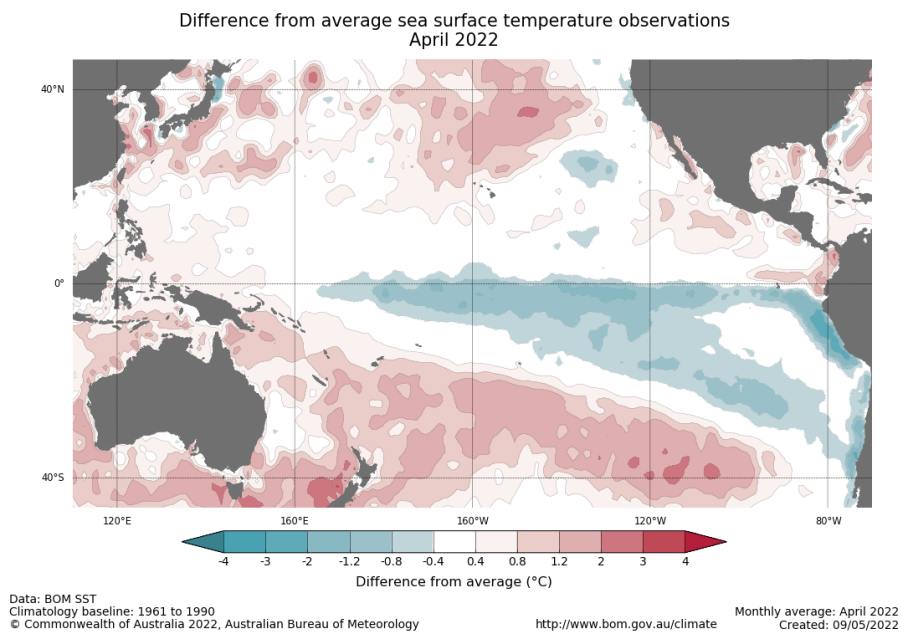 Difference from average sea surface temperature observations
April 2022
40°N
0°
40°S
120°E 160°E 160°W 120°W 80°W
-4 -3 -2 -1.2 -0.8 -0.4 0.4 0.8 1.2 2 3 4
Difference from average (°C)
Data: BOM SST
Climatology baseline: 1961 to 1990
© Commonwealth of Australia 2022, Australian Bureau of Meteorology
http://www.bom.gov.au/climate
Monthly average: April 2022
Created: 09/05/2022